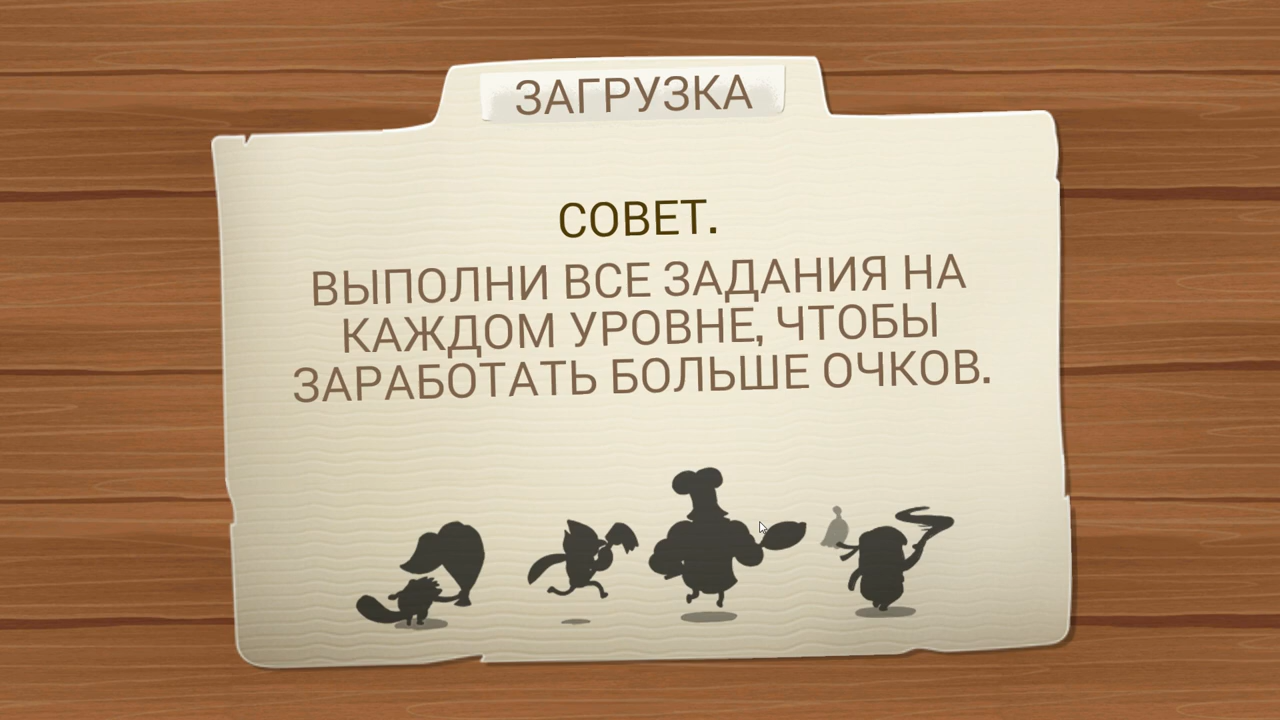 ЗАГРУЗКА
СОВЕТ.
ВЫПОЛНИ ВСЕ ЗАДАНИЯ НА
КАЖДОМ УРОВНЕ, ЧТОБЫ
ЗАРАБОТАТЬ БОЛЬШЕ ОЧКОВ.